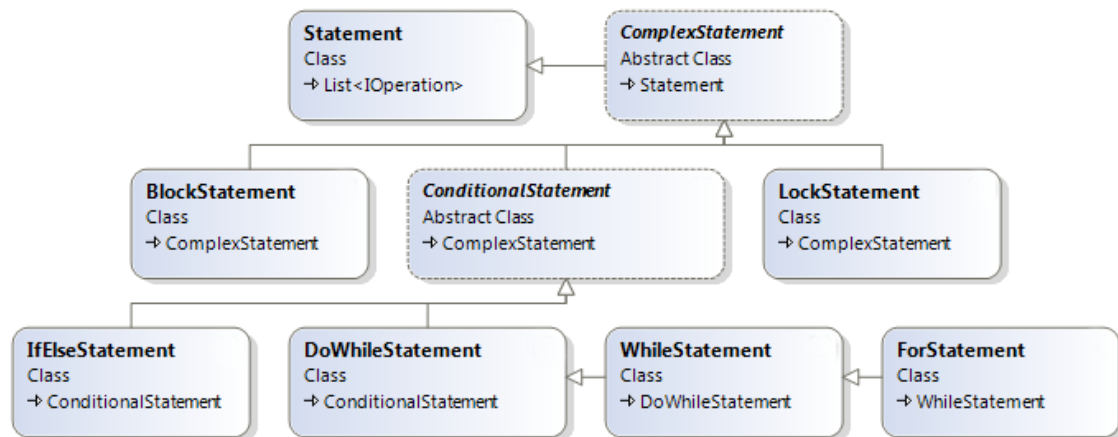 Statement
Class
→ List<IOperation>
ComplexStatement
Abstract Class
→ Statement
BlockStatement
Class
→ ComplexStatement
ConditionalStatement
Abstract Class
→ ComplexStatement
LockStatement
Class
→ ComplexStatement
IfElseStatement
Class
→ ConditionalStatement
DoWhileStatement
Class
→ ConditionalStatement
WhileStatement
Class
→ DoWhileStatement
ForStatement
Class
→ WhileStatement